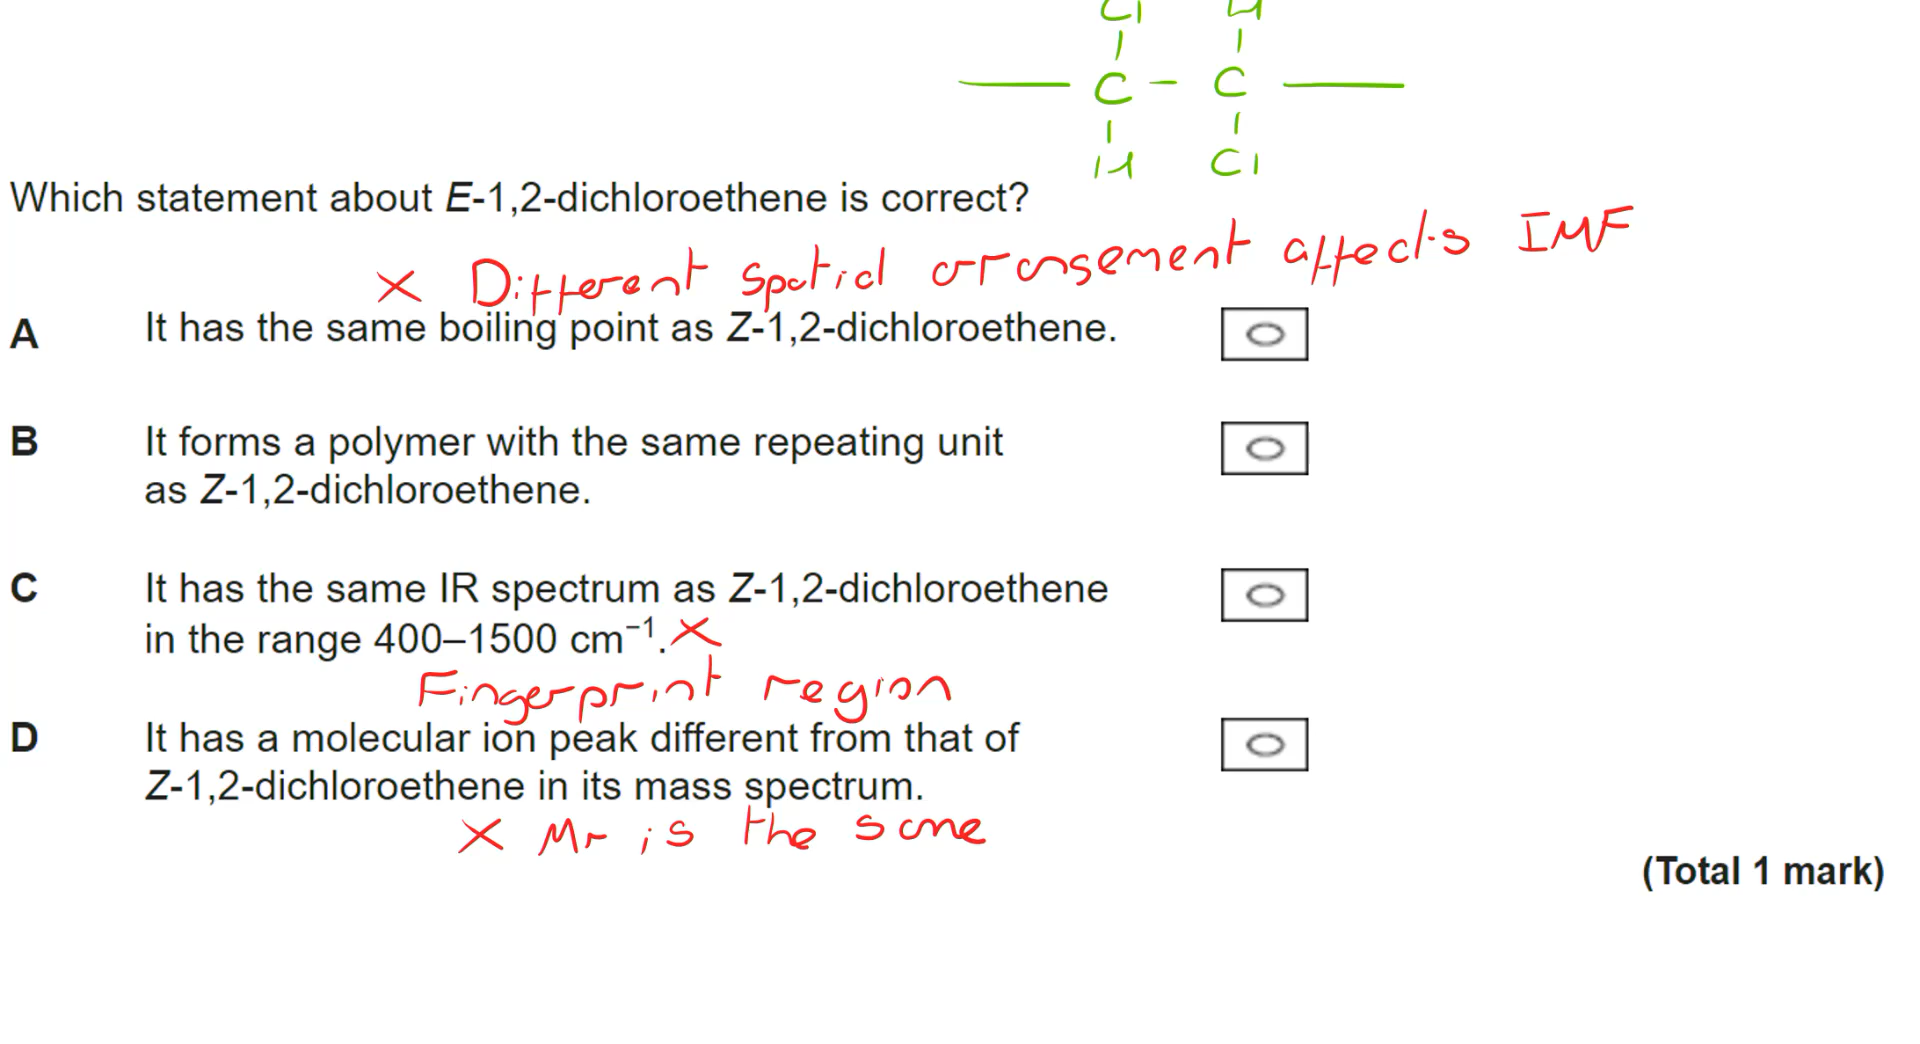 Cl H
C - C
H Cl
Which statement about E-1,2-dichloroethene is correct?
× Different spatial arrangement affects IMF
A It has the same boiling point as Z-1,2-dichloroethene.
B It forms a polymer with the same repeating unit
as Z-1,2-dichloroethene.
C It has the same IR spectrum as Z-1,2-dichloroethene
in the range 400–1500 cm⁻¹. ×
Fingerprint region
D It has a molecular ion peak different from that of
Z-1,2-dichloroethene in its mass spectrum.
× Mr is the same
(Total 1 mark)